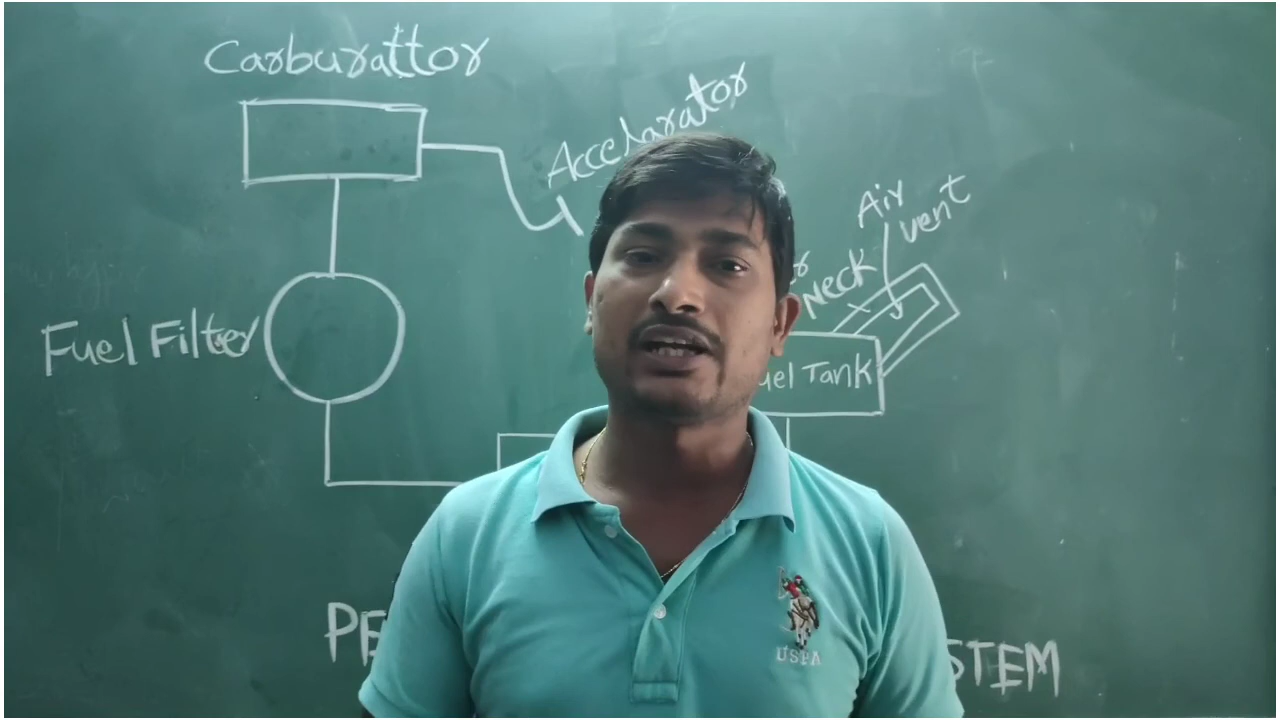 Carburattor
Accelarator
Air
vent
Neck
Fuel Filter
uel Tank
PE
STEM
USPA